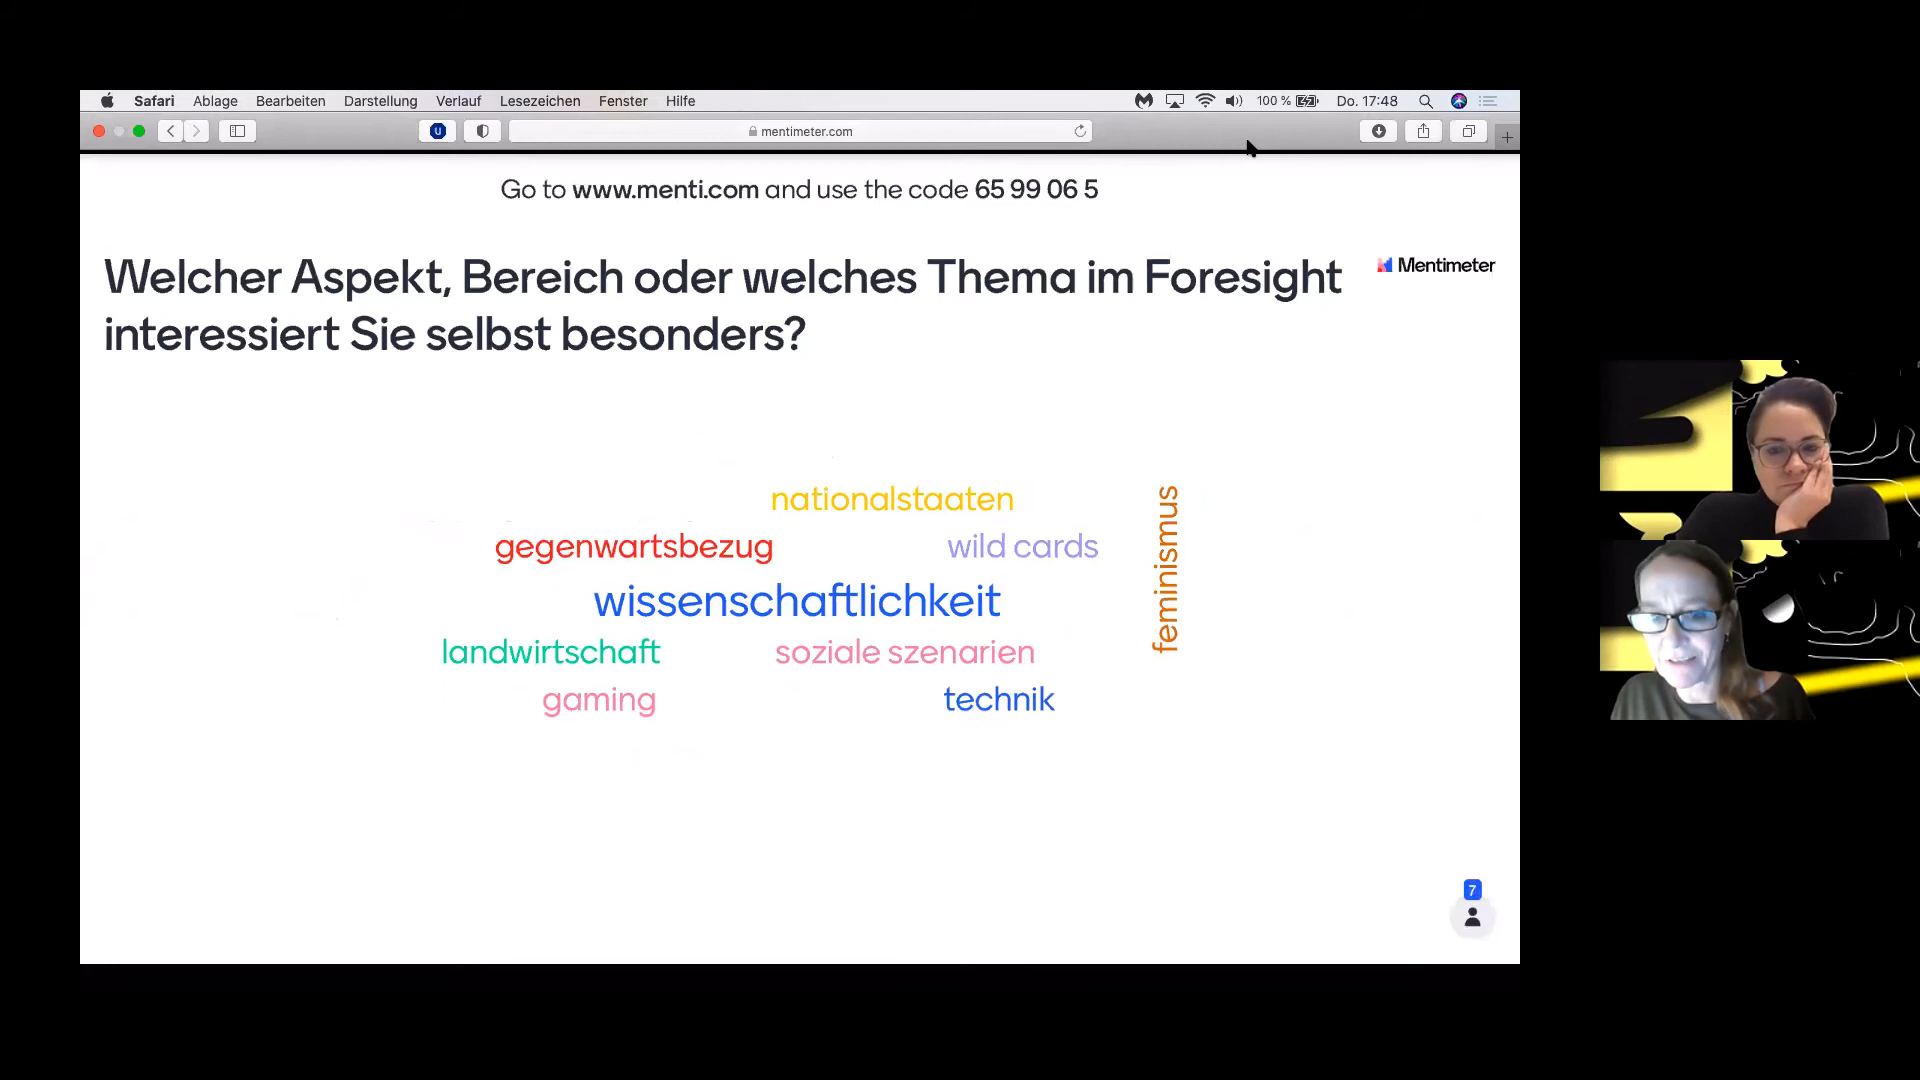 Safari Ablage Bearbeiten Darstellung Verlauf Lesezeichen Fenster Hilfe 100 % Do. 17:48
mentimeter.com
Go to www.menti.com and use the code 65 99 06 5
Welcher Aspekt, Bereich oder welches Thema im Foresight
interessiert Sie selbst besonders?
Mentimeter
nationalstaaten
gegenwartsbezug
wild cards
feminismus
wissenschaftlichkeit
landwirtschaft
soziale szenarien
gaming
technik
7